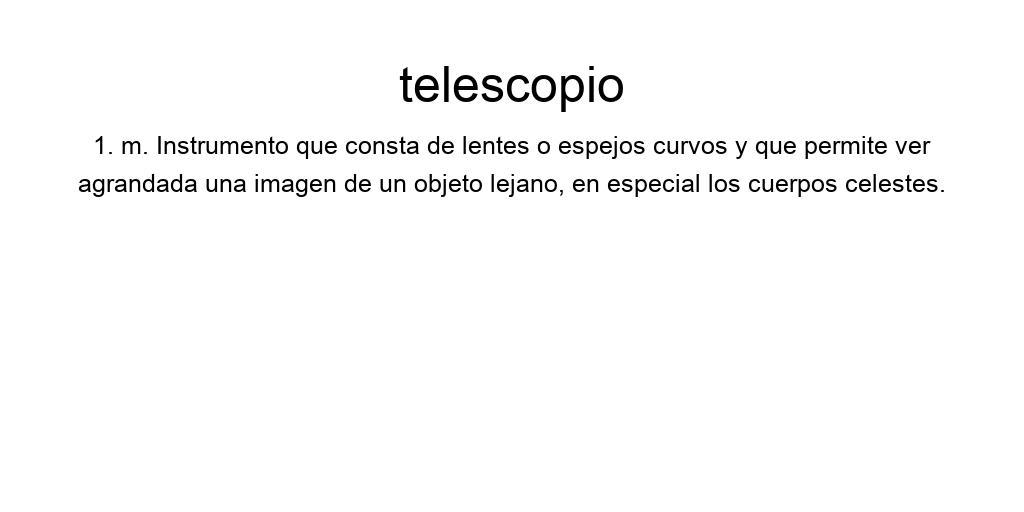 telescopio
1. m. Instrumento que consta de lentes o espejos curvos y que permite ver
agrandada una imagen de un objeto lejano, en especial los cuerpos celestes.